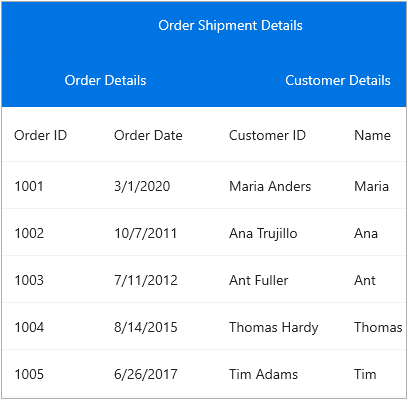 Order Shipment Details
Order Details Customer Details
Order ID Order Date Customer ID Name
1001 3/1/2020 Maria Anders Maria
1002 10/7/2011 Ana Trujillo Ana
1003 7/11/2012 Ant Fuller Ant
1004 8/14/2015 Thomas Hardy Thomas
1005 6/26/2017 Tim Adams Tim